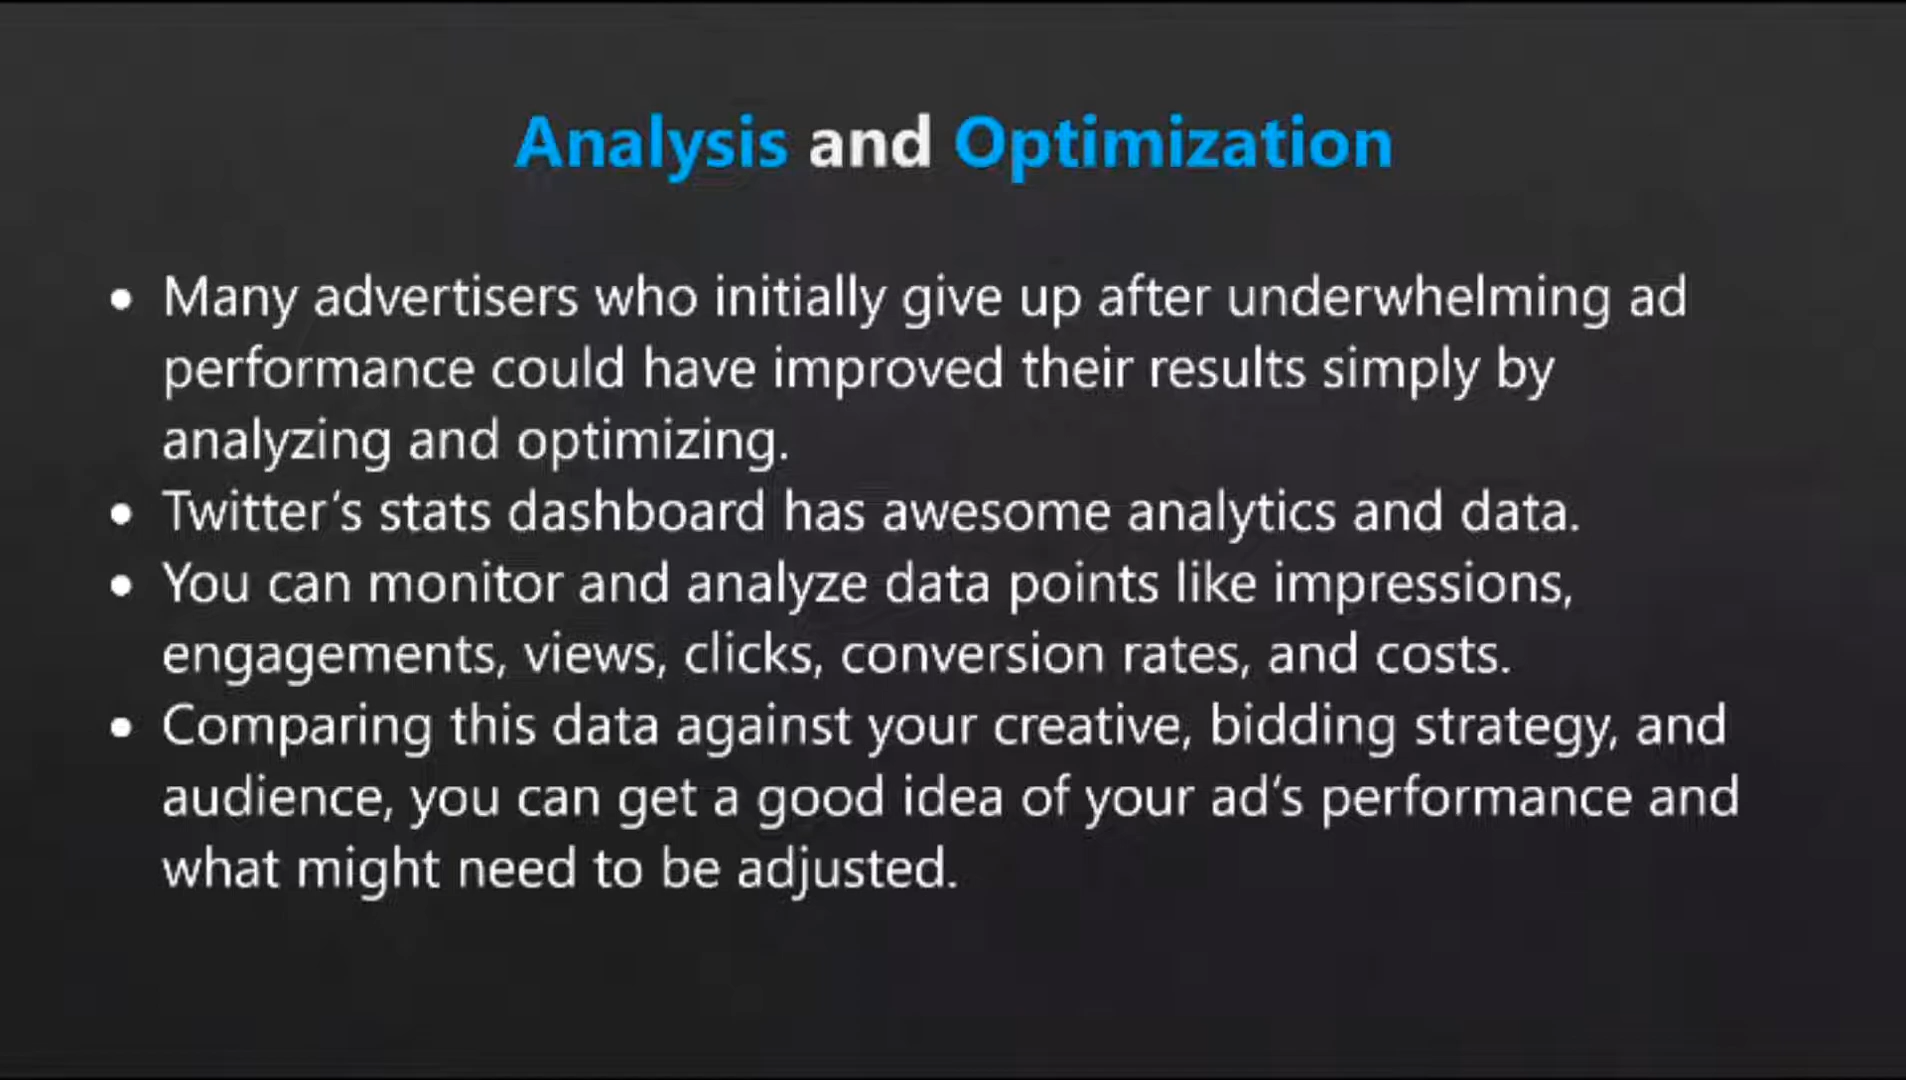 Analysis and Optimization
• Many advertisers who initially give up after underwhelming ad
performance could have improved their results simply by
analyzing and optimizing.
• Twitter's stats dashboard has awesome analytics and data.
• You can monitor and analyze data points like impressions,
engagements, views, clicks, conversion rates, and costs.
• Comparing this data against your creative, bidding strategy, and
audience, you can get a good idea of your ad's performance and
what might need to be adjusted.